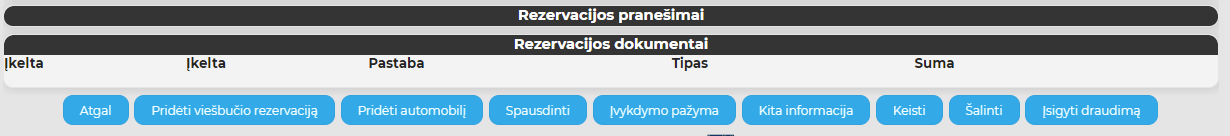 Rezervacijos pranešimai
Rezervacijos dokumentai
Įkelta Įkelta Pastaba Tipas Suma
Atgal Pridėti viešbučio rezervaciją Pridėti automobilį Spausdinti Įvykdymo pažyma Kita informacija Keisti Šalinti Įsigyti draudimą